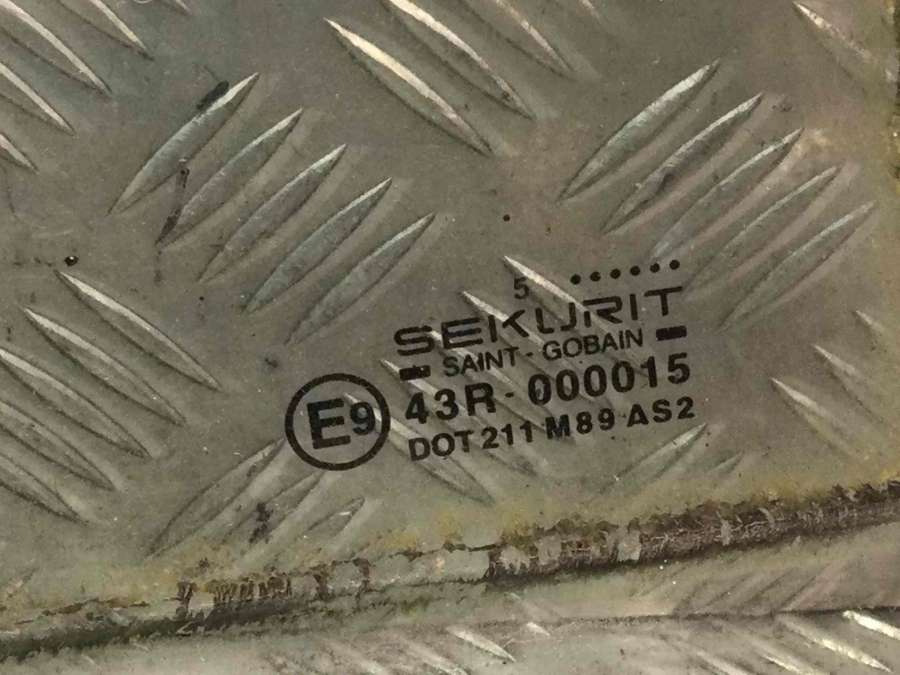 5 ......
SEKURIT
SAINT - GOBAIN
E9
43R - 000015
DOT 211 M89 AS2